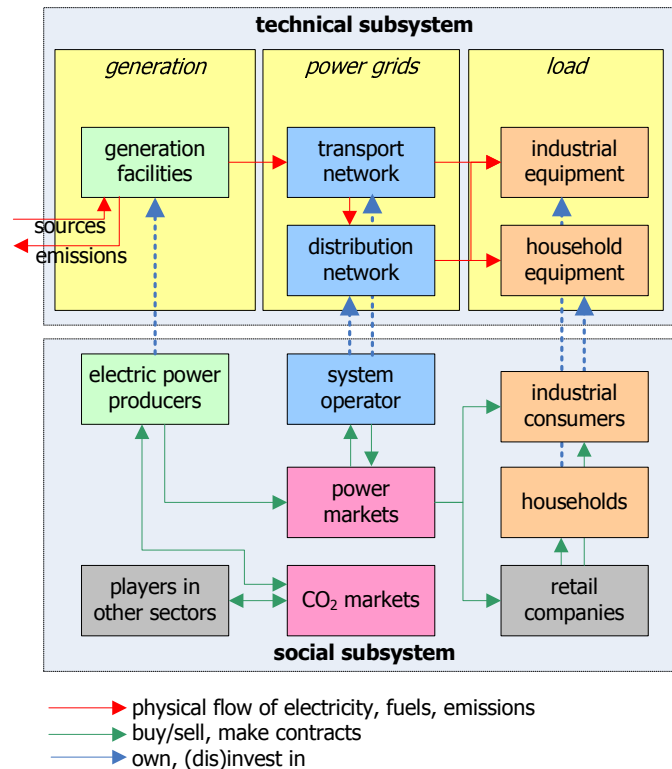 technical subsystem
generation
power grids
load
generation
facilities
transport
network
industrial
equipment
sources
emissions
distribution
network
household
equipment
electric power
producers
system
operator
industrial
consumers
power
markets
households
players in
other sectors
CO₂ markets
retail
companies
social subsystem
physical flow of electricity, fuels, emissions
buy/sell, make contracts
own, (dis)invest in